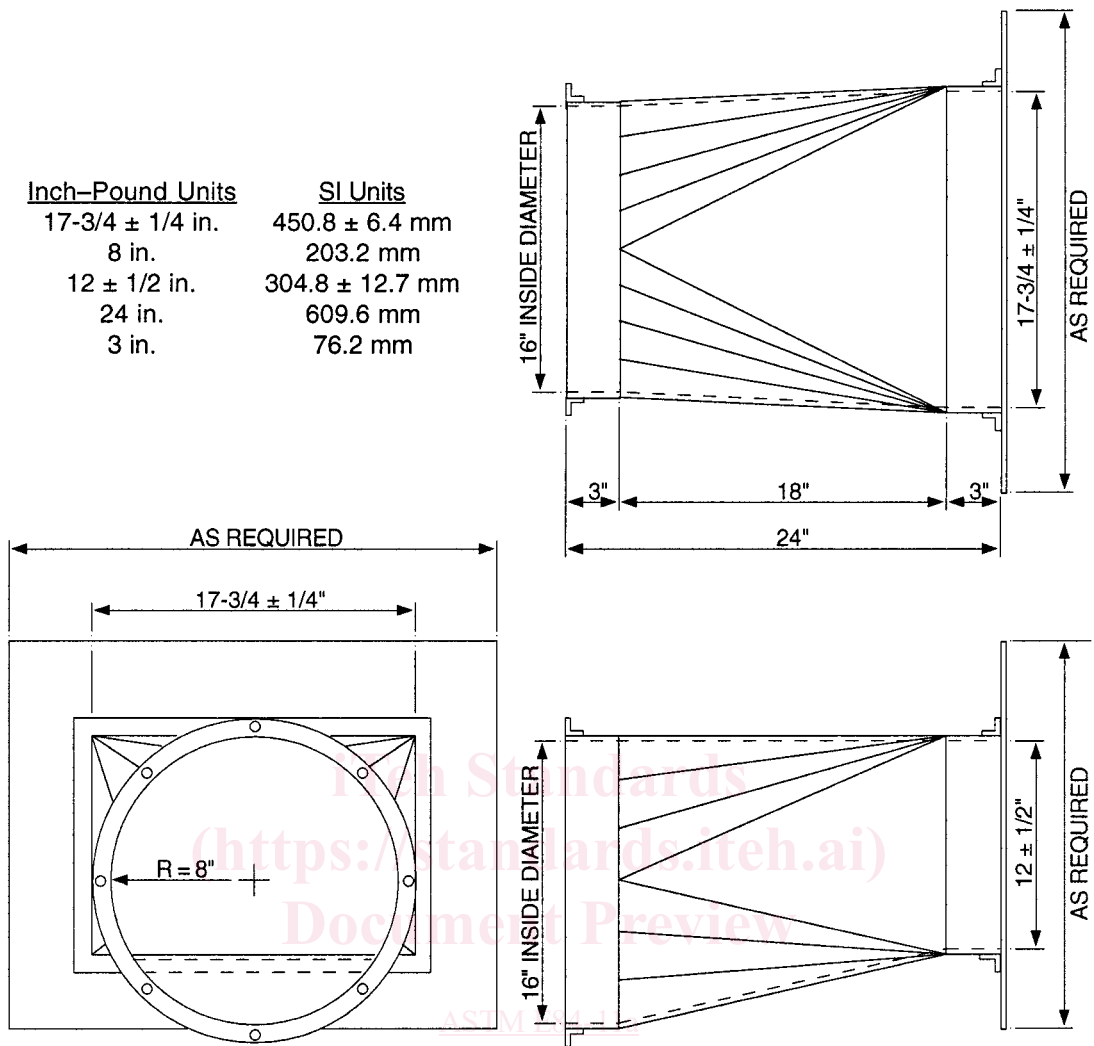 Inch–Pound Units SI Units
17-3/4 ± 1/4 in. 450.8 ± 6.4 mm
8 in. 203.2 mm
12 ± 1/2 in. 304.8 ± 12.7 mm
24 in. 609.6 mm
3 in. 76.2 mm
16" INSIDE DIAMETER
17-3/4 ± 1/4"
AS REQUIRED
3" 18" 3"
24"
AS REQUIRED
17-3/4 ± 1/4"
R = 8"
16" INSIDE DIAMETER
12 ± 1/2"
AS REQUIRED
iTeh Standards
(https://standards.iteh.ai)
Document Preview